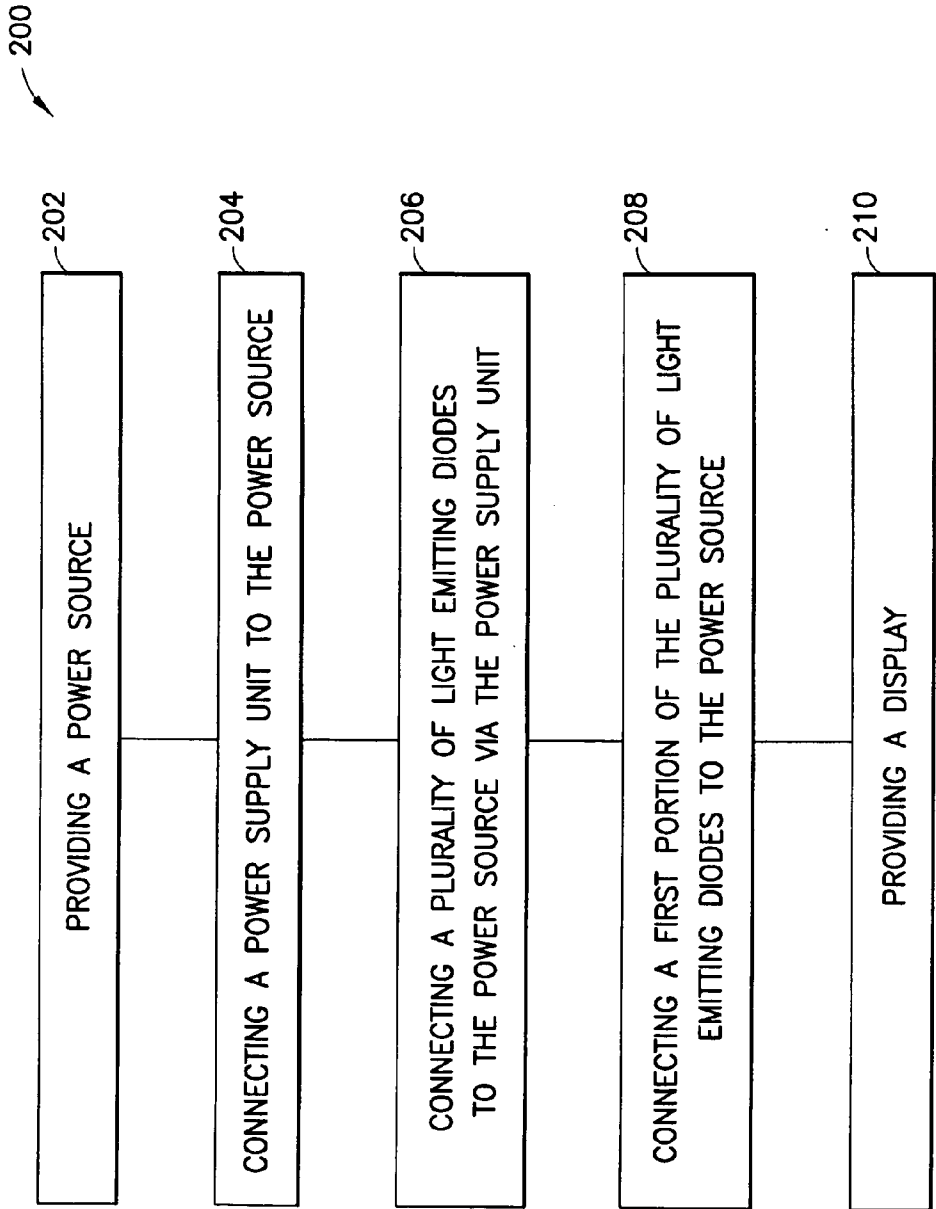 200
202
PROVIDING A POWER SOURCE
204
CONNECTING A POWER SUPPLY UNIT TO THE POWER SOURCE
206
CONNECTING A PLURALITY OF LIGHT EMITTING DIODES
TO THE POWER SOURCE VIA THE POWER SUPPLY UNIT
208
CONNECTING A FIRST PORTION OF THE PLURALITY OF LIGHT
EMITTING DIODES TO THE POWER SOURCE
210
PROVIDING A DISPLAY